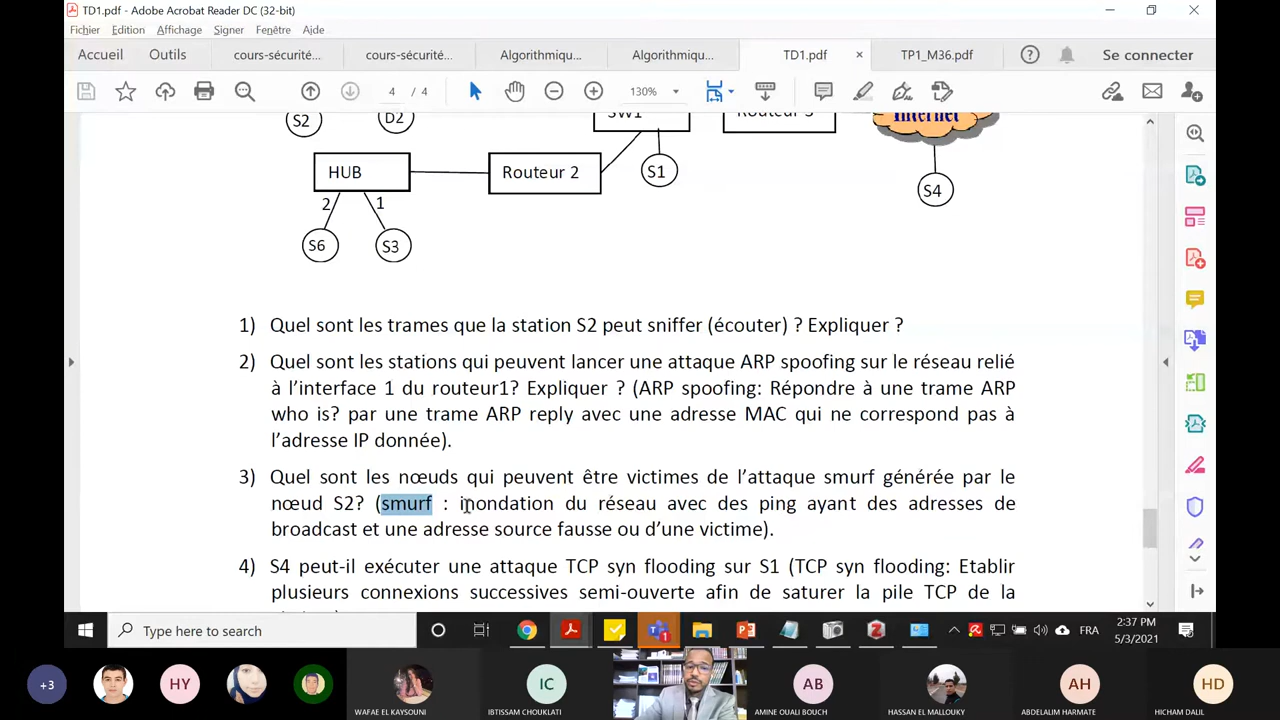 TD1.pdf - Adobe Acrobat Reader DC (32-bit)
Fichier Edition Affichage Signer Fenêtre Aide
Accueil Outils cours-sécurité... cours-sécurité... Algorithmiqu... Algorithmiqu... TD1.pdf × TP1_M36.pdf Se connecter
4 / 4 130%
S2 D2 SW1 Routeur 3 Internet
HUB Routeur 2 S1 S4
2 1
S6 S3
1) Quel sont les trames que la station S2 peut sniffer (écouter) ? Expliquer ?
2) Quel sont les stations qui peuvent lancer une attaque ARP spoofing sur le réseau relié
à l'interface 1 du routeur1? Expliquer ? (ARP spoofing: Répondre à une trame ARP
who is? par une trame ARP reply avec une adresse MAC qui ne correspond pas à
l'adresse IP donnée).
3) Quel sont les nœuds qui peuvent être victimes de l'attaque smurf générée par le
nœud S2? (smurf : inondation du réseau avec des ping ayant des adresses de
broadcast et une adresse source fausse ou d'une victime).
4) S4 peut-il exécuter une attaque TCP syn flooding sur S1 (TCP syn flooding: Etablir
plusieurs connexions successives semi-ouverte afin de saturer la pile TCP de la
Type here to search 1 FRA 2:37 PM
5/3/2021
+3 HY IC AB AH HD
WAFAE EL KAYSOUNI IBTISSAM CHOUKLATI AMINE OUALI BOUCH HASSAN EL MALLOUKY ABDELALIM HARMATE HICHAM DALIL